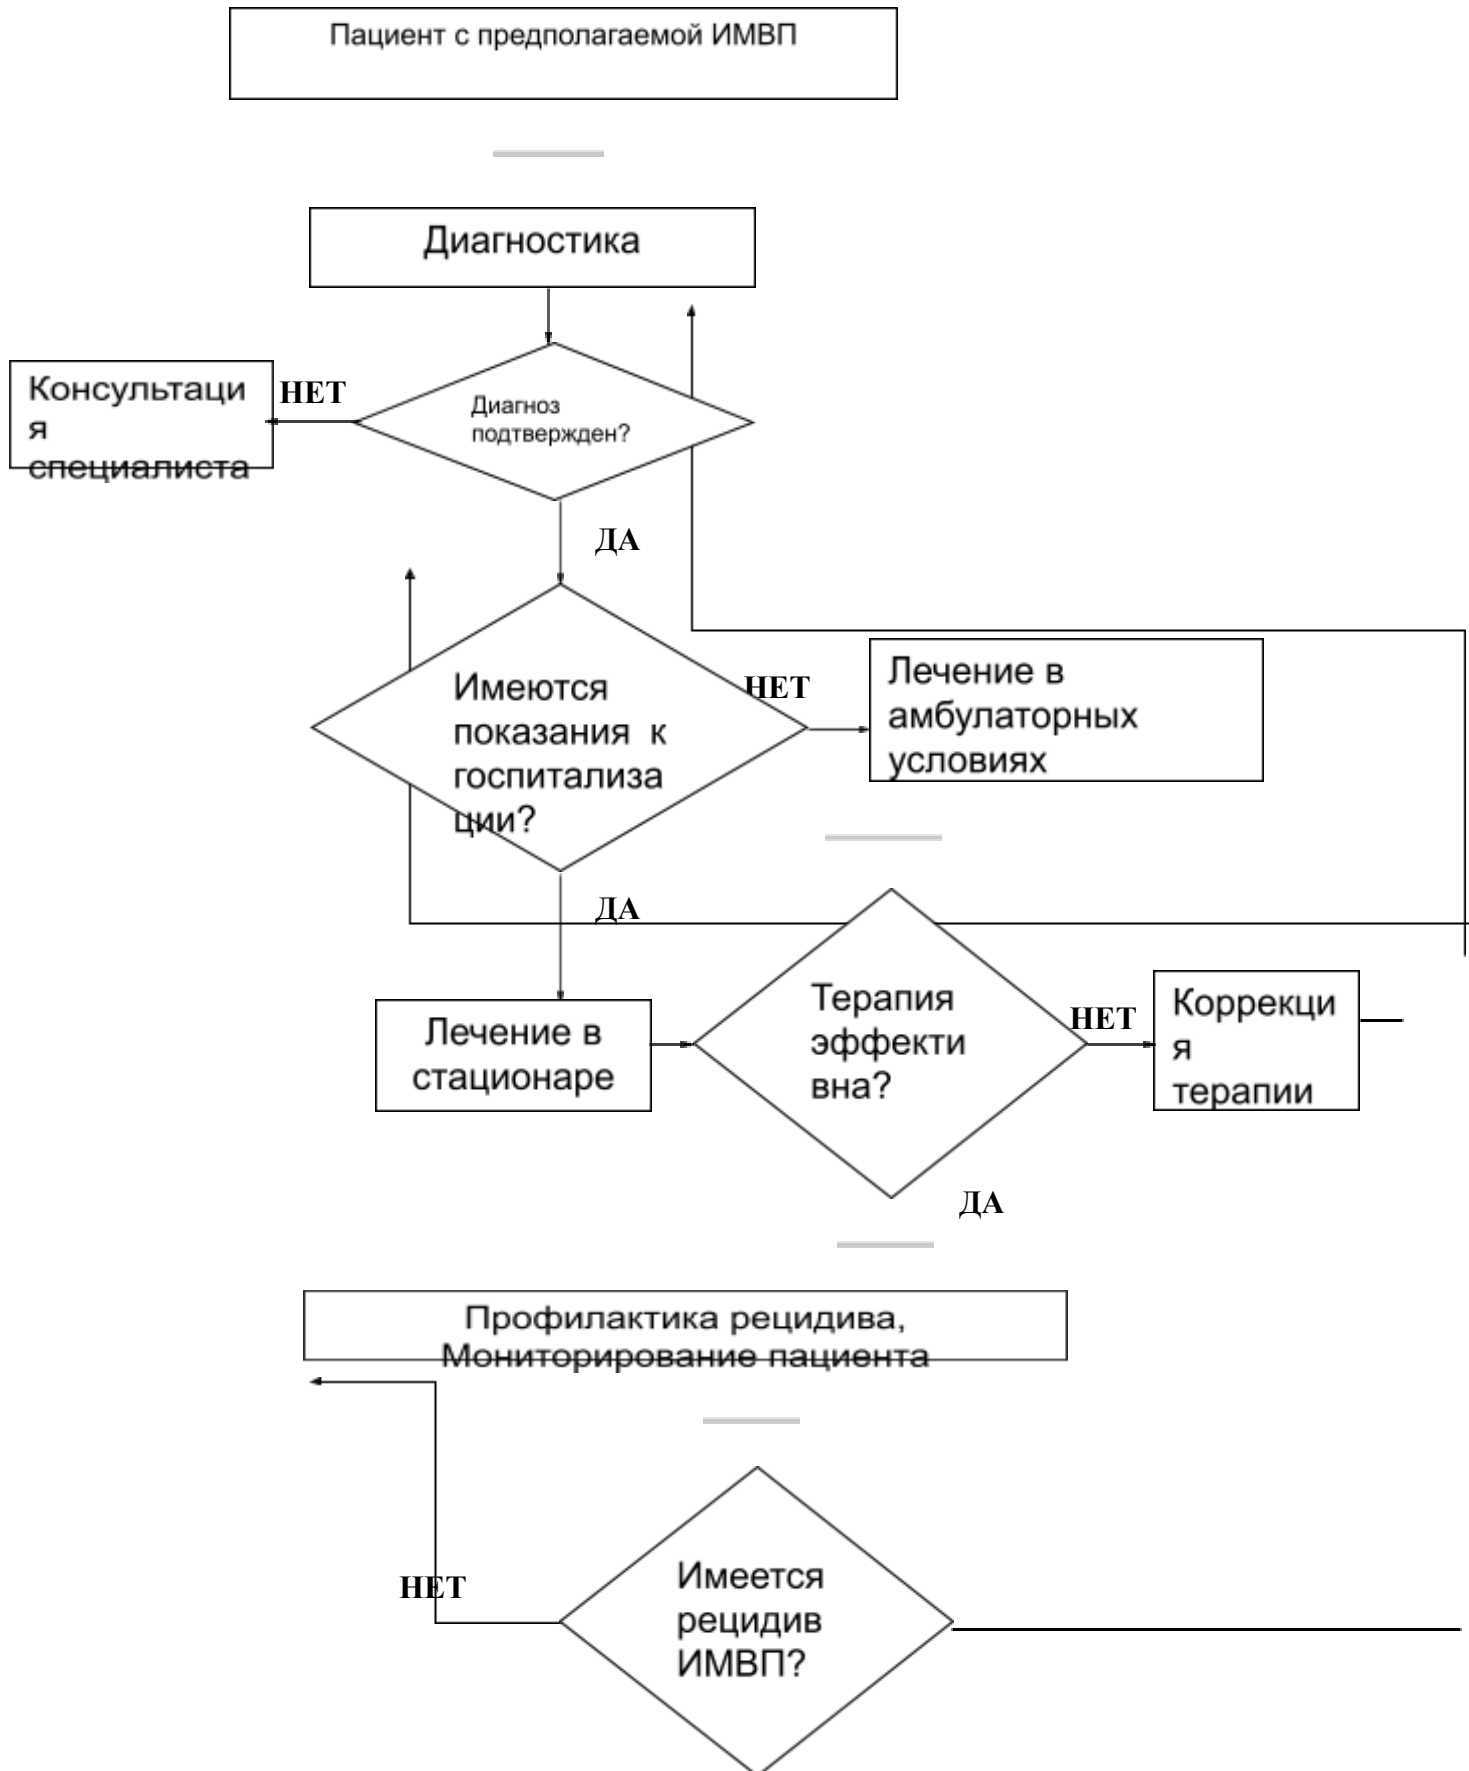 Пациент с предполагаемой ИМВП
Диагностика
Консультаци
я
специалиста
НЕТ
Диагноз
подтвержден?
ДА
Имеются
показания к
госпитализа
ции?
НЕТ
Лечение в
амбулаторных
условиях
ДА
Лечение в
стационаре
Терапия
эффекти
вна?
НЕТ
Коррекци
я
терапии
ДА
Профилактика рецидива,
Мониторирование пациента
НЕТ
Имеется
рецидив
ИМВП?